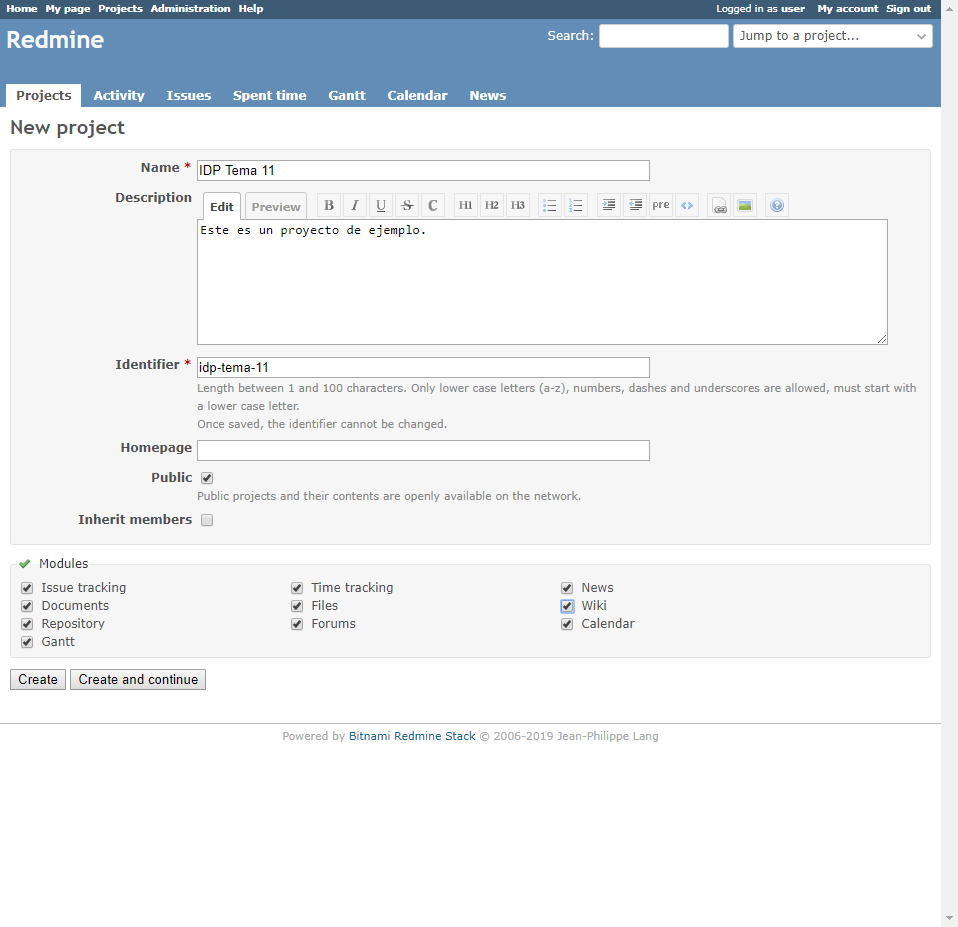 Home My page Projects Administration Help Logged in as user My account Sign out
Redmine Search: Jump to a project...
Projects Activity Issues Spent time Gantt Calendar News
New project
Name * IDP Tema 11
Description Edit Preview B I U S C H1 H2 H3 pre
Este es un proyecto de ejemplo.
Identifier * idp-tema-11
Length between 1 and 100 characters. Only lower case letters (a-z), numbers, dashes and underscores are allowed, must start with
a lower case letter.
Once saved, the identifier cannot be changed.
Homepage
Public
Public projects and their contents are openly available on the network.
Inherit members
Modules
Issue tracking Time tracking News
Documents Files Wiki
Repository Forums Calendar
Gantt
Create Create and continue
Powered by Bitnami Redmine Stack © 2006-2019 Jean-Philippe Lang